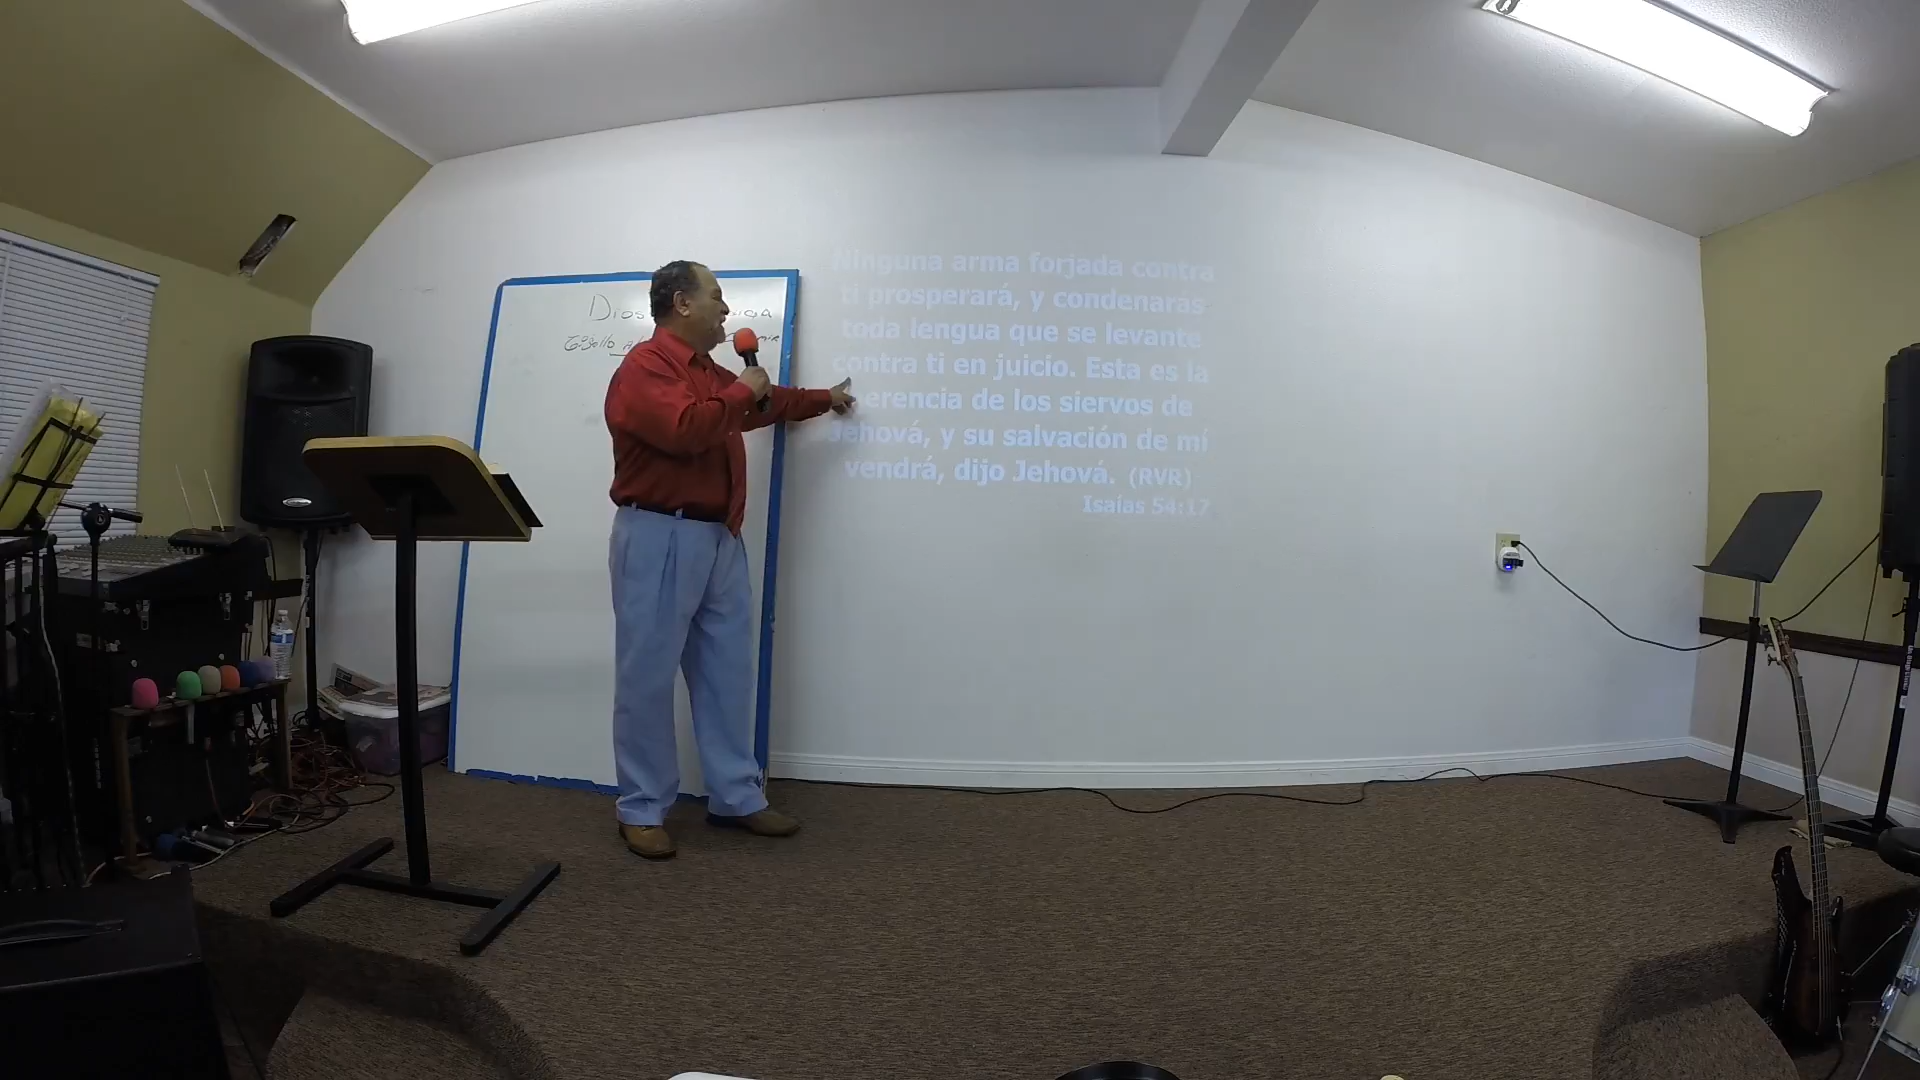 Dios
Ninguna arma forjada contra
ti prosperará, y condenarás
toda lengua que se levante
contra ti en juicio. Esta es la
herencia de los siervos de
Jehová, y su salvación de mí
vendrá, dijo Jehová. (RVR)
Isaías 54:17